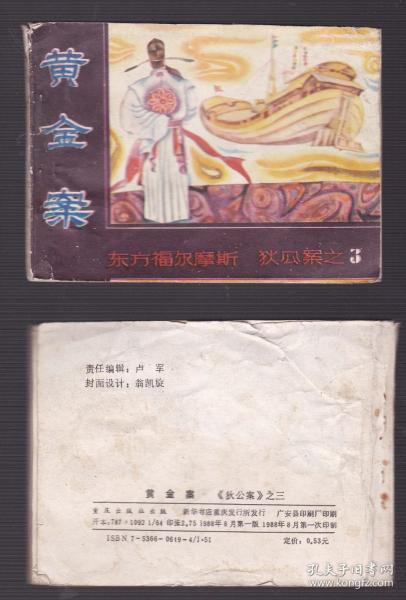 黄金案
东方福尔摩斯 狄公案之3
责任编辑：卢军
封面设计：翁凯旋
黄金案 《狄公案》之三
重庆出版社出版 新华书店重庆发行所发行 广安县印刷厂印刷
开本：787×1092 1/64 印张2.75 1988年8月第一版 1988年8月第一次印制
ISBN 7-5366-0619-4/J·51 定价：0.53元
孔夫子旧书网